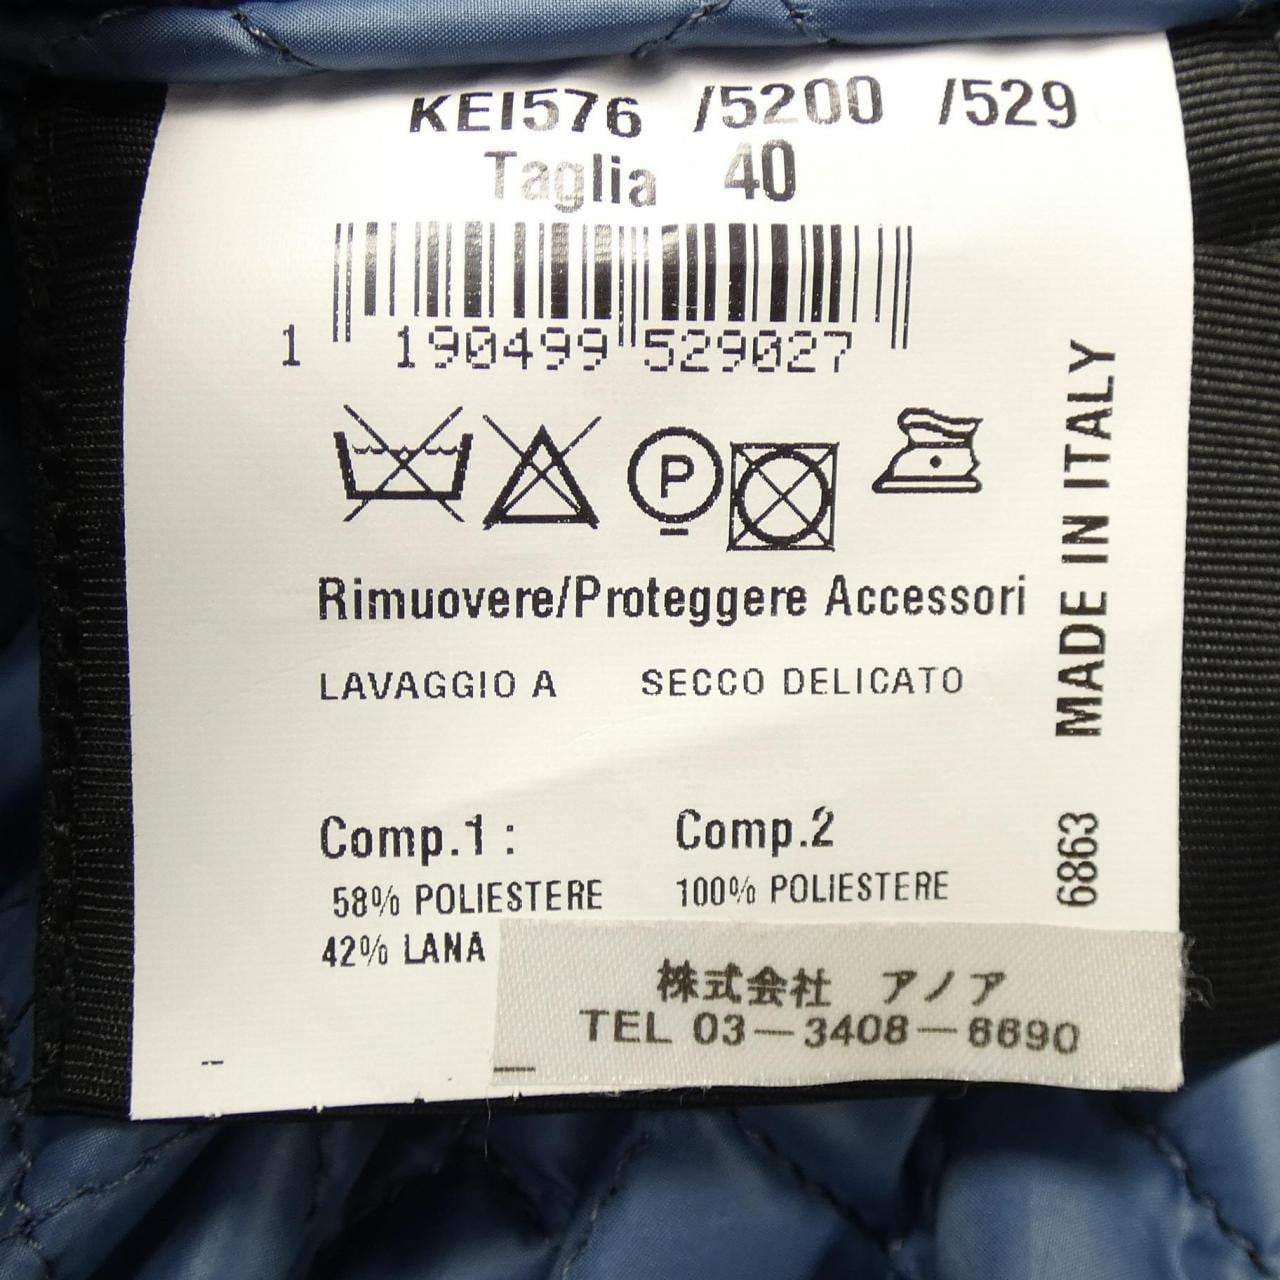 KEI576 /5200 /529
Taglia 40
1 190499 529027
P
Rimuovere/Proteggere Accessori
LAVAGGIO A SECCO DELICATO
Comp.1 : Comp.2
58% POLIESTERE 100% POLIESTERE
42% LANA
株式会社 アノア
TEL 03-3408-6690
6863 MADE IN ITALY